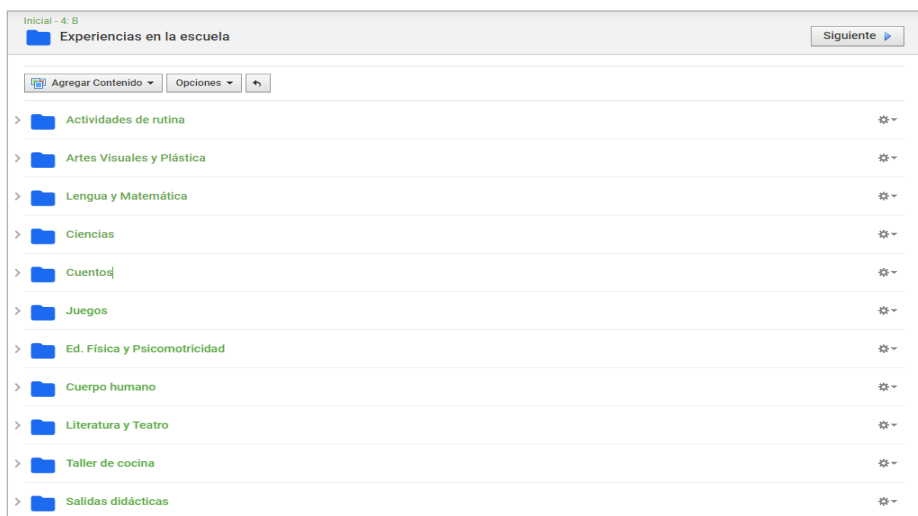 Inicial - 4: B
Experiencias en la escuela
Siguiente
Agregar Contenido
Opciones
Actividades de rutina
Artes Visuales y Plástica
Lengua y Matemática
Ciencias
Cuentos
Juegos
Ed. Física y Psicomotricidad
Cuerpo humano
Literatura y Teatro
Taller de cocina
Salidas didácticas